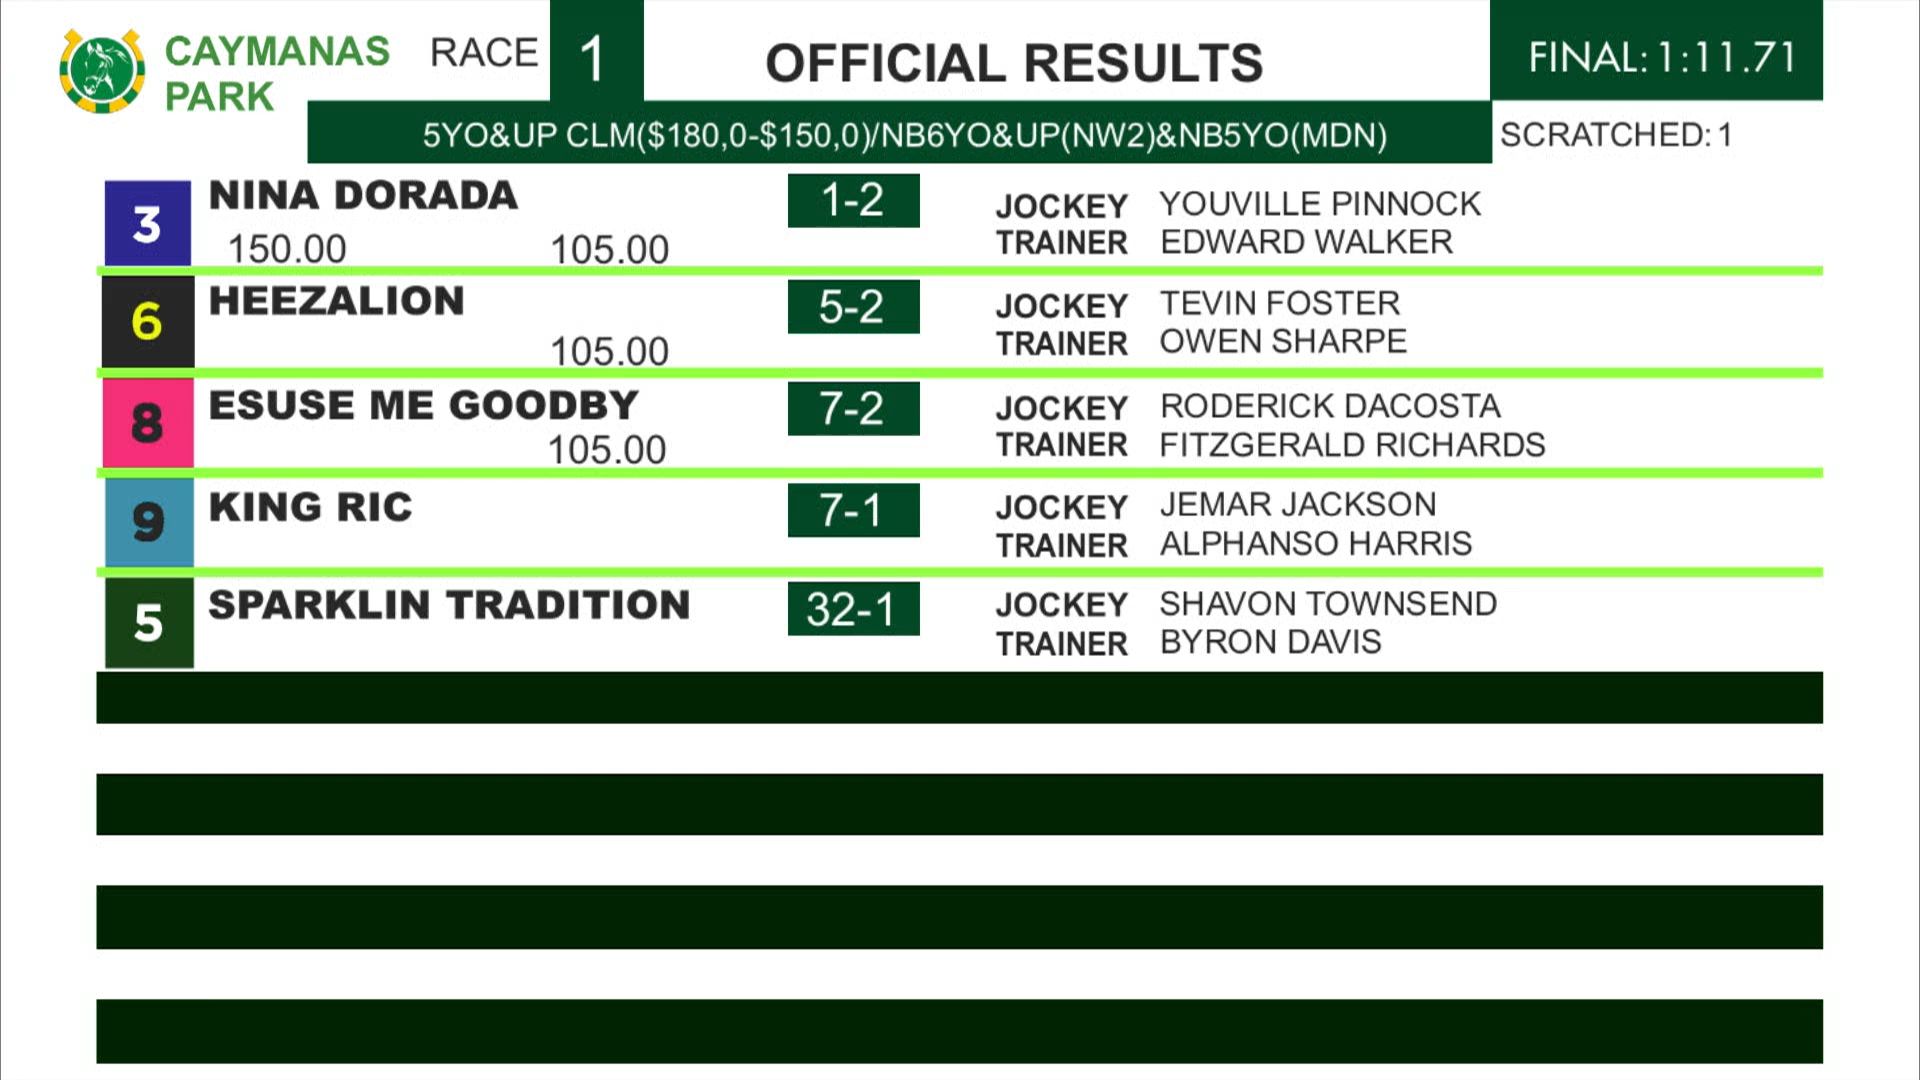 CAYMANAS PARK
RACE 1
OFFICIAL RESULTS
FINAL: 1:11.71
5YO&UP CLM($180,0-$150,0)/NB6YO&UP(NW2)&NB5YO(MDN)
SCRATCHED: 1
3 NINA DORADA 1-2 JOCKEY YOUVILLE PINNOCK
150.00 105.00 TRAINER EDWARD WALKER
6 HEEZALION 5-2 JOCKEY TEVIN FOSTER
105.00 TRAINER OWEN SHARPE
8 ESUSE ME GOODBY 7-2 JOCKEY RODERICK DACOSTA
105.00 TRAINER FITZGERALD RICHARDS
9 KING RIC 7-1 JOCKEY JEMAR JACKSON
TRAINER ALPHANSO HARRIS
5 SPARKLIN TRADITION 32-1 JOCKEY SHAVON TOWNSEND
TRAINER BYRON DAVIS